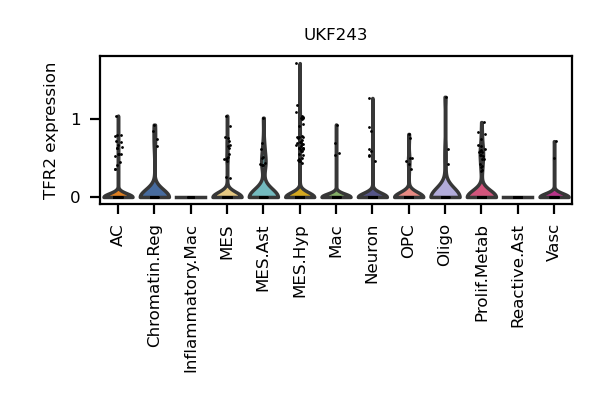 UKF243
TFR2 expression
1
0
AC
Chromatin.Reg
Inflammatory.Mac
MES
MES.Ast
MES.Hyp
Mac
Neuron
OPC
Oligo
Prolif.Metab
Reactive.Ast
Vasc